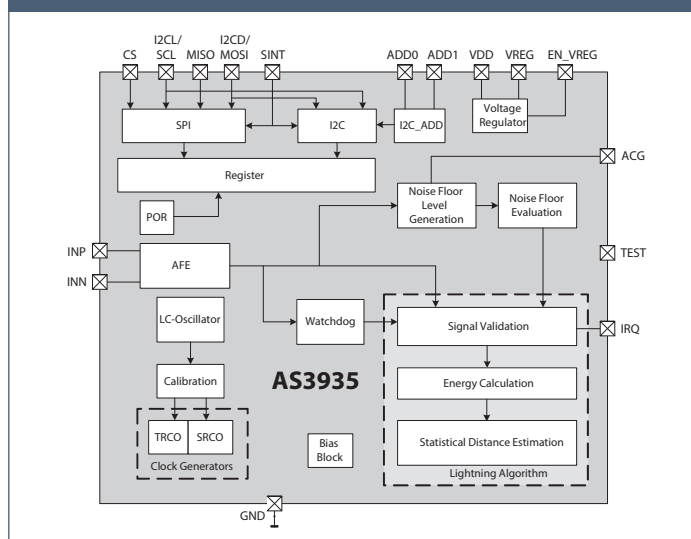 I2CL/ I2CD/
CS SCL MISO MOSI SINT ADD0 ADD1 VDD VREG EN_VREG
SPI
I2C
I2C_ADD
Voltage
Regulator
Register
ACG
Noise Floor
Level
Generation
Noise Floor
Evaluation
POR
INP
INN
AFE
TEST
LC-Oscillator
Watchdog
Signal Validation
IRQ
Calibration
AS3935
Energy Calculation
TRCO SRCO
Clock Generators
Bias
Block
Statistical Distance Estimation
Lightning Algorithm
GND